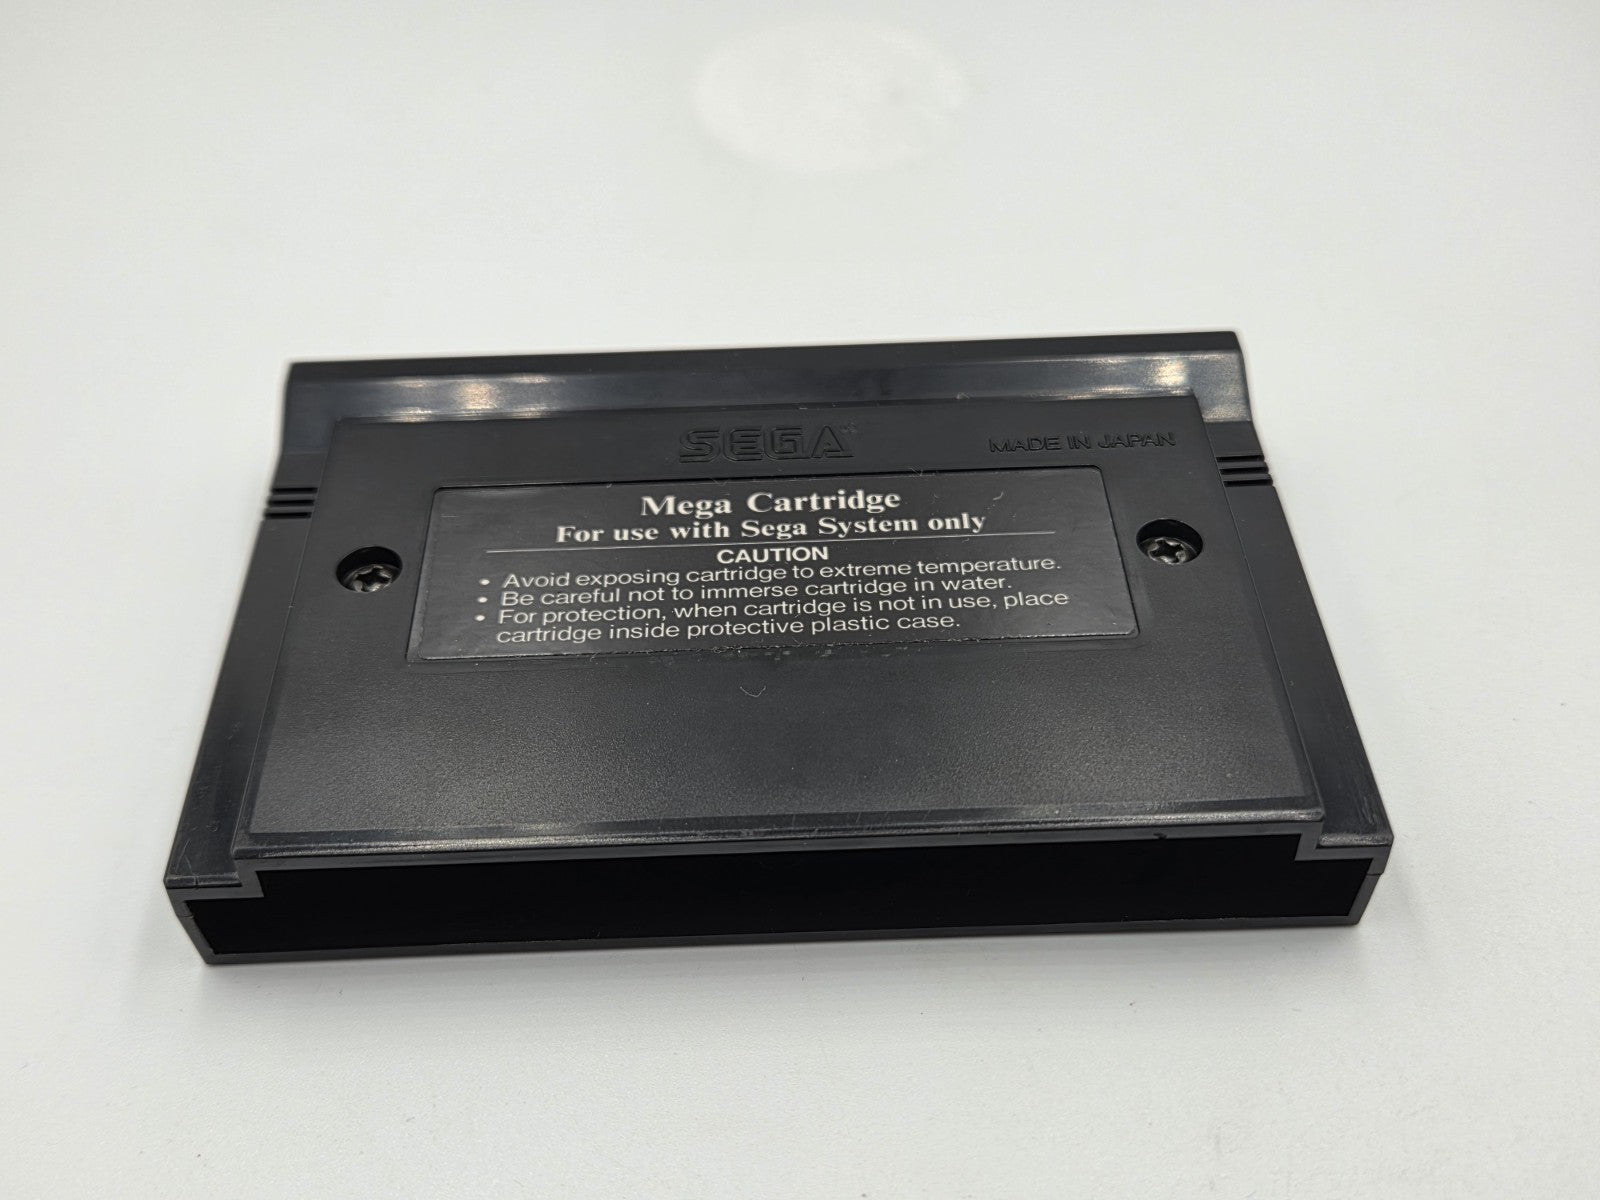 SEGA
MADE IN JAPAN
Mega Cartridge
For use with Sega System only
CAUTION
• Avoid exposing cartridge to extreme temperature.
• Be careful not to immerse cartridge in water.
• For protection, when cartridge is not in use, place
cartridge inside protective plastic case.